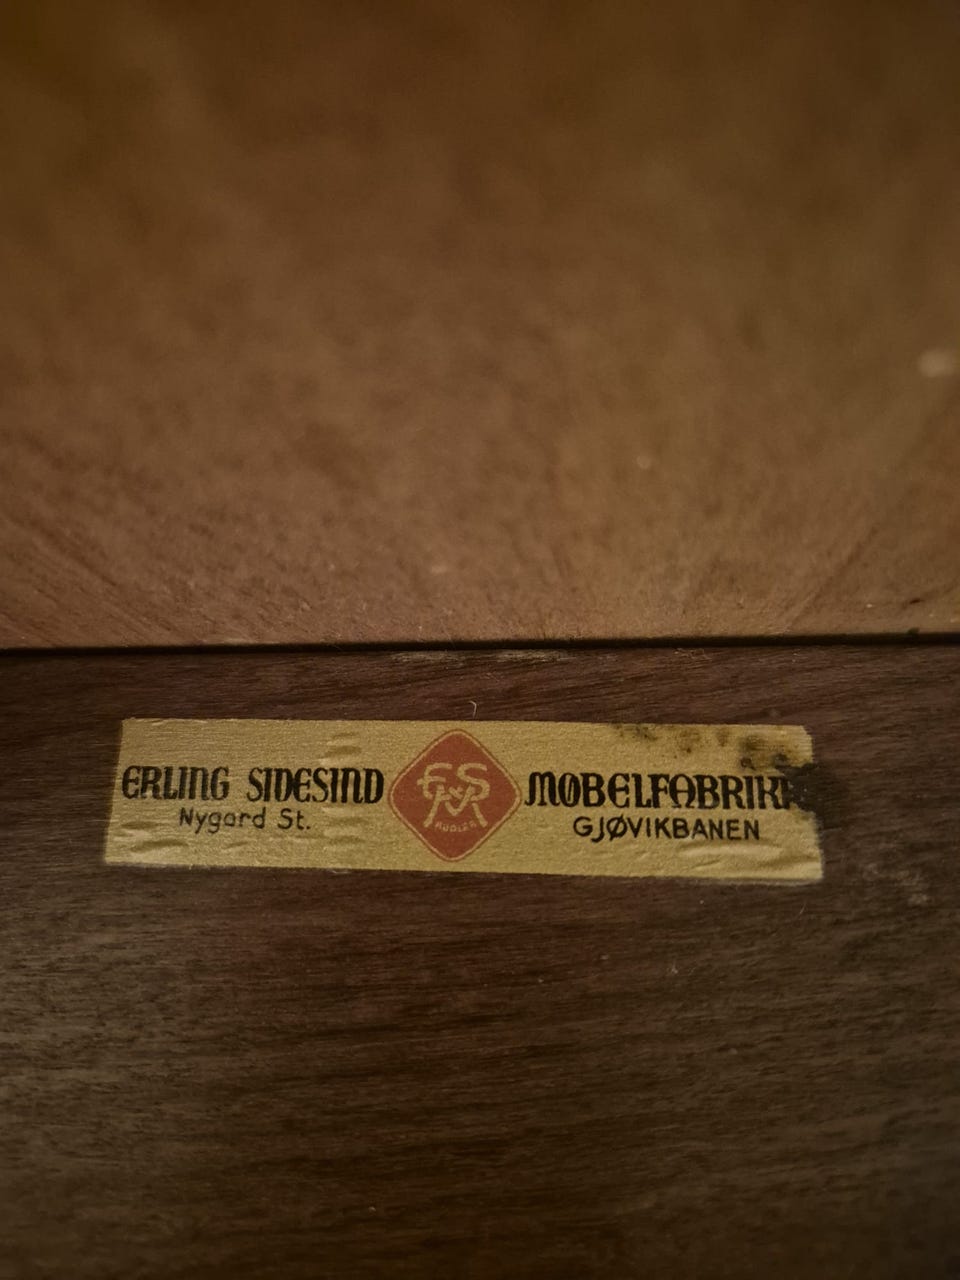 ERLING SIDESIND
Nygard St.
MØBELFABRIKK
GJØVIKBANEN